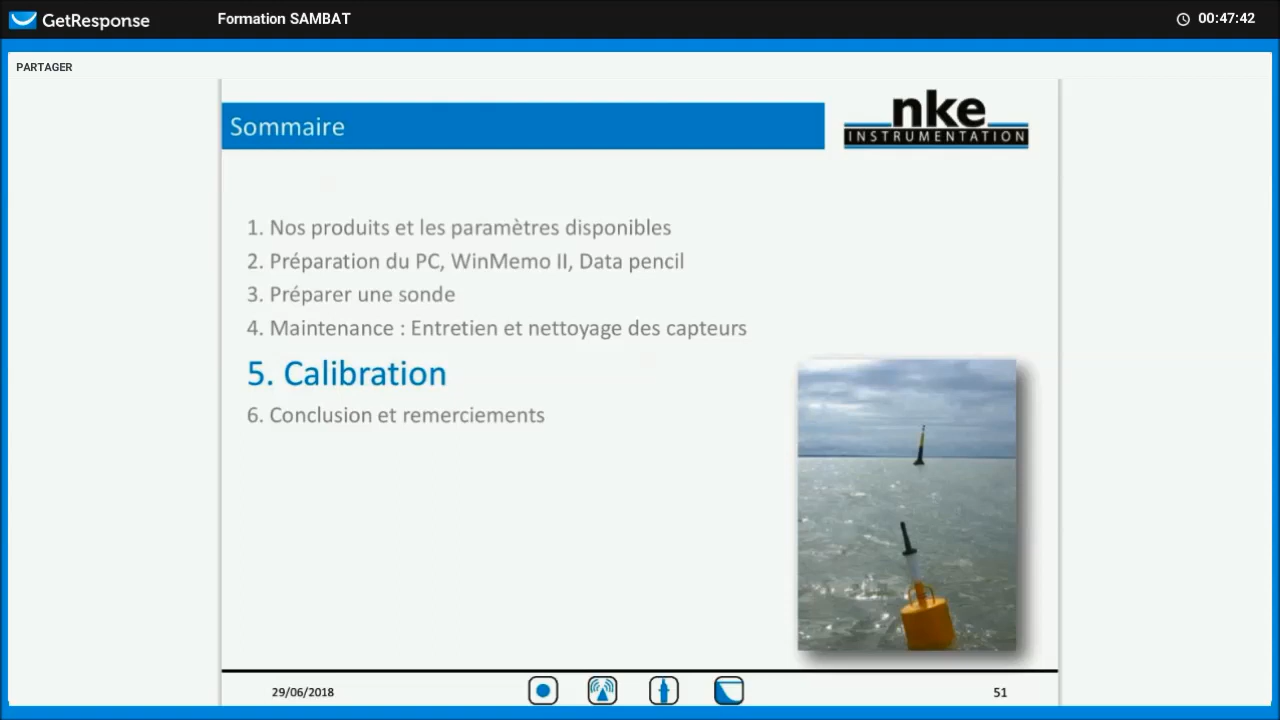 GetResponse
Formation SAMBAT
00:47:42
PARTAGER
Sommaire
nke
INSTRUMENTATION
1. Nos produits et les paramètres disponibles
2. Préparation du PC, WinMemo II, Data pencil
3. Préparer une sonde
4. Maintenance : Entretien et nettoyage des capteurs
5. Calibration
6. Conclusion et remerciements
29/06/2018
51